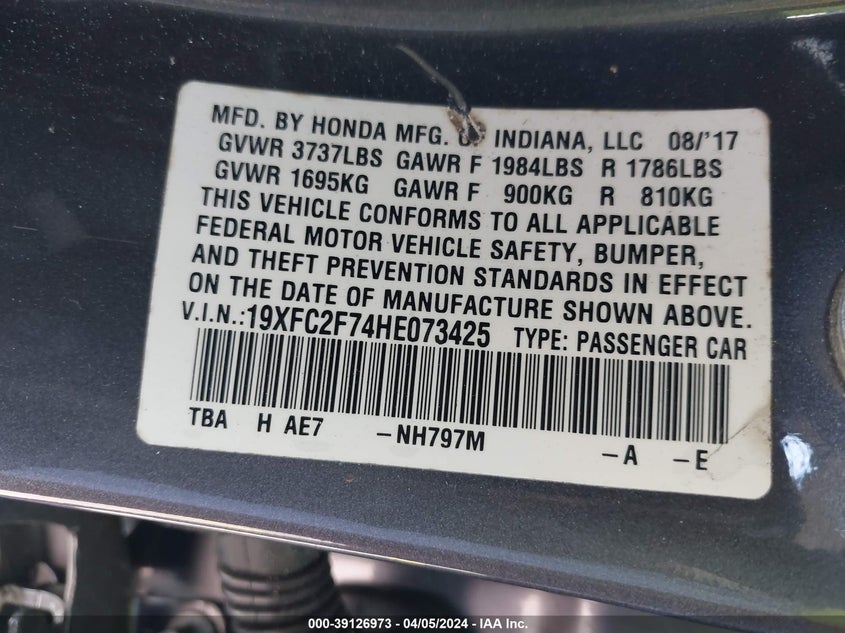 MFD. BY HONDA MFG. OF INDIANA, LLC 08/'17
GVWR 3737LBS GAWR F 1984LBS R 1786LBS
GVWR 1695KG GAWR F 900KG R 810KG
THIS VEHICLE CONFORMS TO ALL APPLICABLE
FEDERAL MOTOR VEHICLE SAFETY, BUMPER,
AND THEFT PREVENTION STANDARDS IN EFFECT
ON THE DATE OF MANUFACTURE SHOWN ABOVE.
V.I.N.:19XFC2F74HE073425 TYPE: PASSENGER CAR
TBA H AE7 -NH797M -A -E
000-39126973 - 04/05/2024 - IAA Inc.